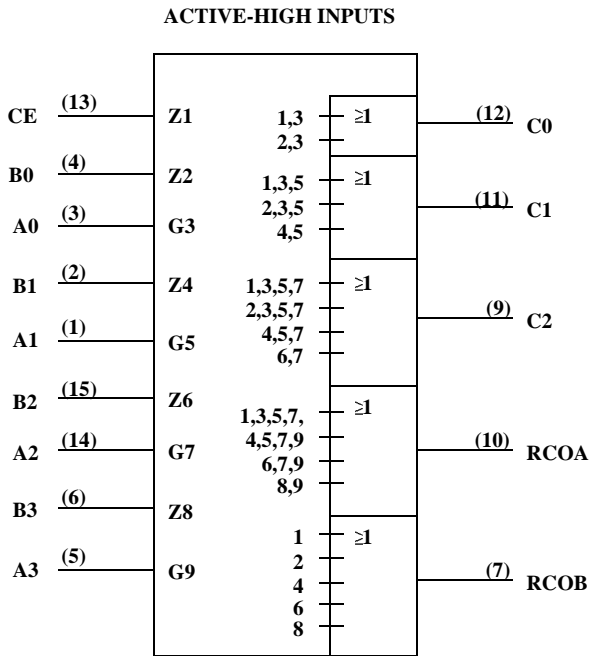 ACTIVE-HIGH INPUTS
CE (13) Z1
B0 (4) Z2
A0 (3) G3
B1 (2) Z4
A1 (1) G5
B2 (15) Z6
A2 (14) G7
B3 (6) Z8
A3 (5) G9
1,3 ≥1 (12) C0
2,3
1,3,5 ≥1 (11) C1
2,3,5
4,5
1,3,5,7 ≥1 (9) C2
2,3,5,7
4,5,7
6,7
1,3,5,7, ≥1
4,5,7,9 (10) RCOA
6,7,9
8,9
1 ≥1
2
4 (7) RCOB
6
8